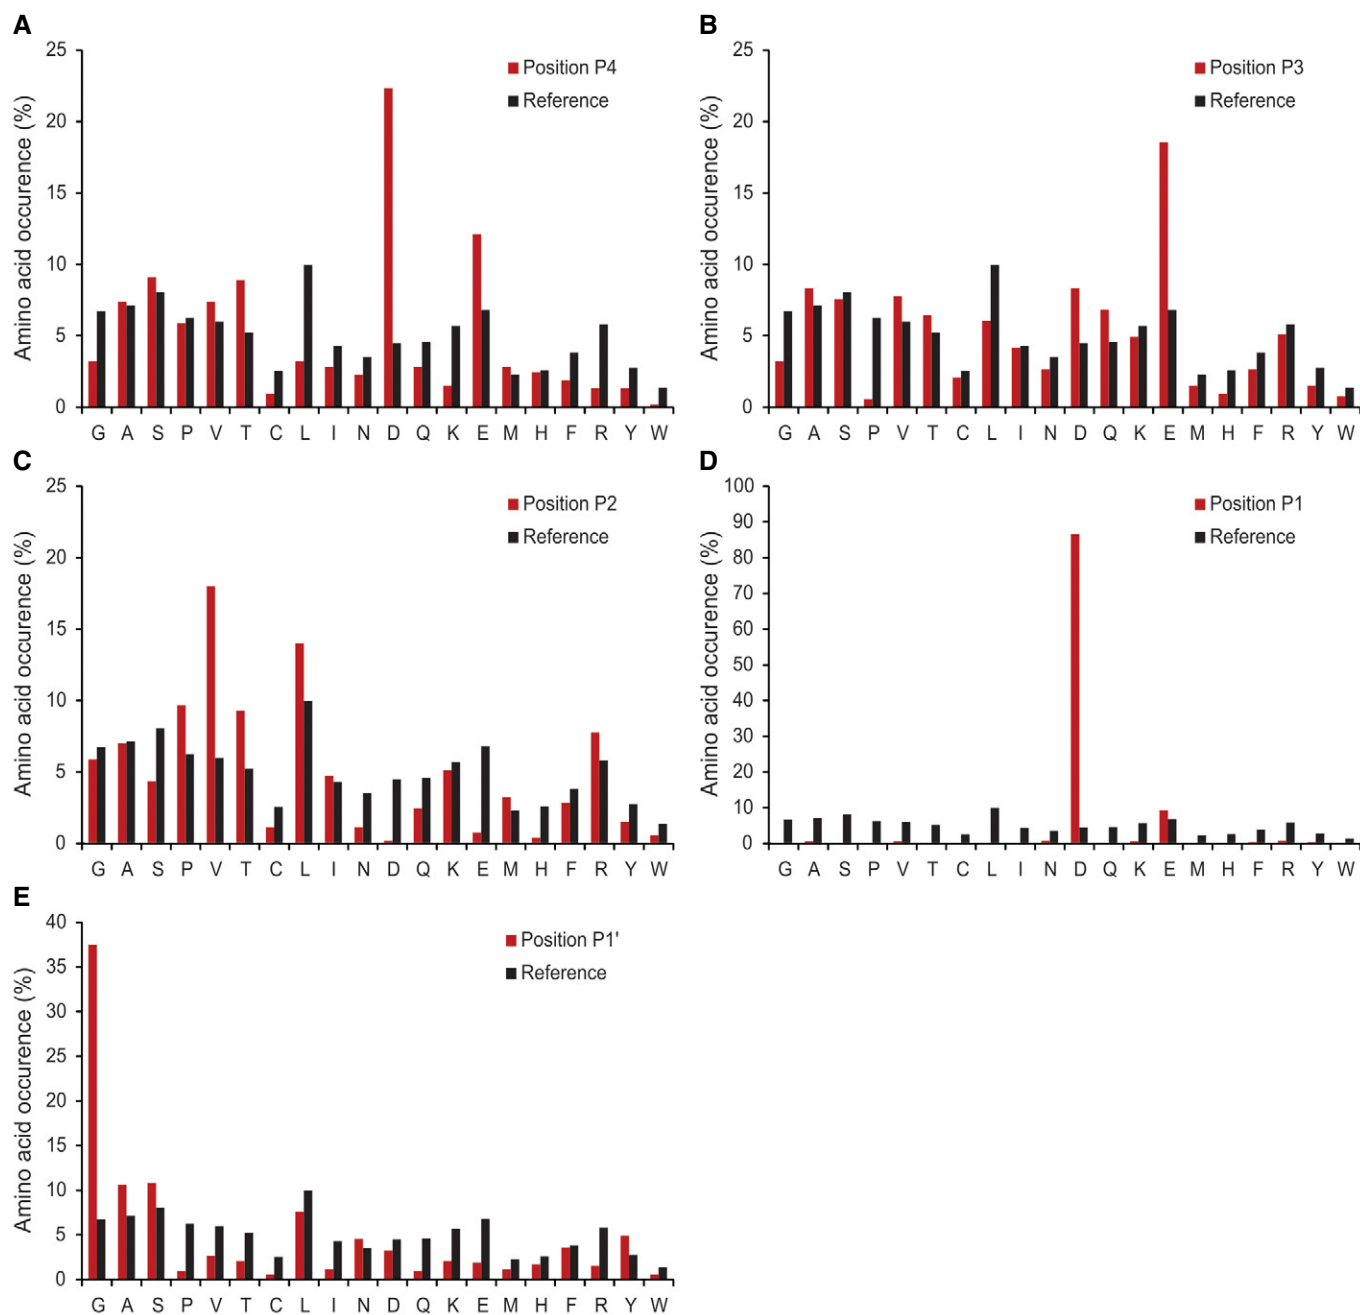 A
Amino acid occurence (%)
25
20
15
10
5
0
Position P4
Reference
G A S P V T C L I N D Q K E M H F R Y W
B
Amino acid occurence (%)
25
20
15
10
5
0
Position P3
Reference
G A S P V T C L I N D Q K E M H F R Y W
C
Amino acid occurence (%)
25
20
15
10
5
0
Position P2
Reference
G A S P V T C L I N D Q K E M H F R Y W
D
Amino acid occurence (%)
100
90
80
70
60
50
40
30
20
10
0
Position P1
Reference
G A S P V T C L I N D Q K E M H F R Y W
E
Amino acid occurence (%)
40
35
30
25
20
15
10
5
0
Position P1'
Reference
G A S P V T C L I N D Q K E M H F R Y W